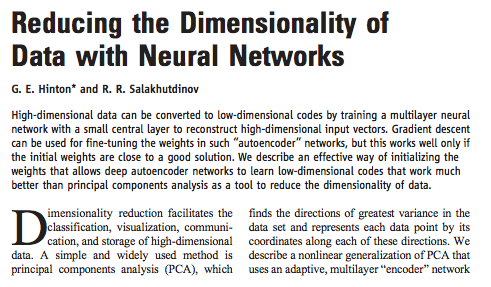 Reducing the Dimensionality of
Data with Neural Networks
G. E. Hinton* and R. R. Salakhutdinov
High-dimensional data can be converted to low-dimensional codes by training a multilayer neural
network with a small central layer to reconstruct high-dimensional input vectors. Gradient descent
can be used for fine-tuning the weights in such “autoencoder” networks, but this works well only if
the initial weights are close to a good solution. We describe an effective way of initializing the
weights that allows deep autoencoder networks to learn low-dimensional codes that work much
better than principal components analysis as a tool to reduce the dimensionality of data.
Dimensionality reduction facilitates the
classification, visualization, communi-
cation, and storage of high-dimensional
data. A simple and widely used method is
principal components analysis (PCA), which
finds the directions of greatest variance in the
data set and represents each data point by its
coordinates along each of these directions. We
describe a nonlinear generalization of PCA that
uses an adaptive, multilayer “encoder” network